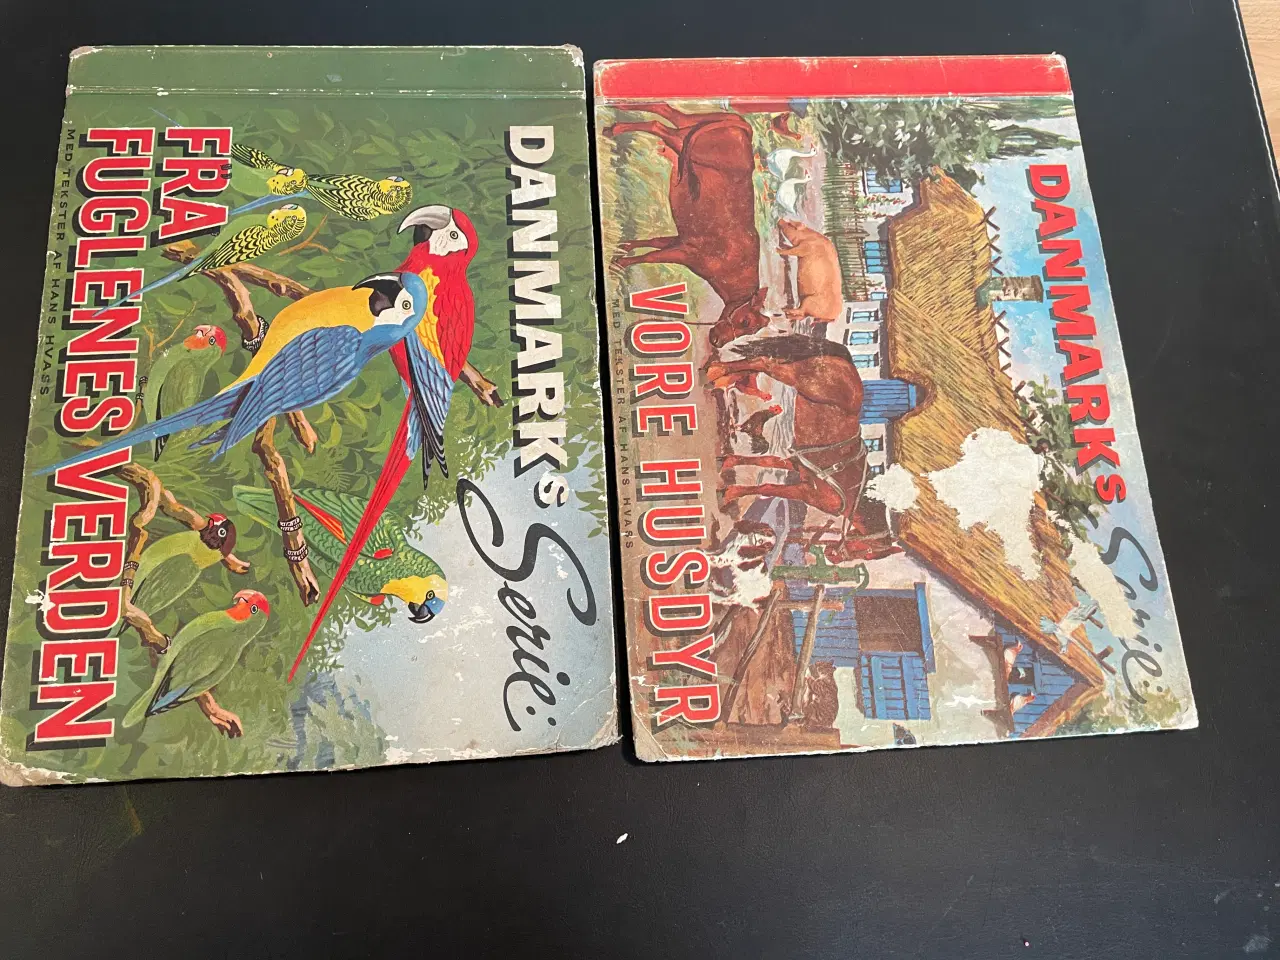 DANMARKS
Serie:
FRA
FUGLENES VERDEN
MED TEKSTER AF HANS HVASS
DANMARKS
Serie:
VORE HUSDYR
MED TEKSTER AF HANS HVASS